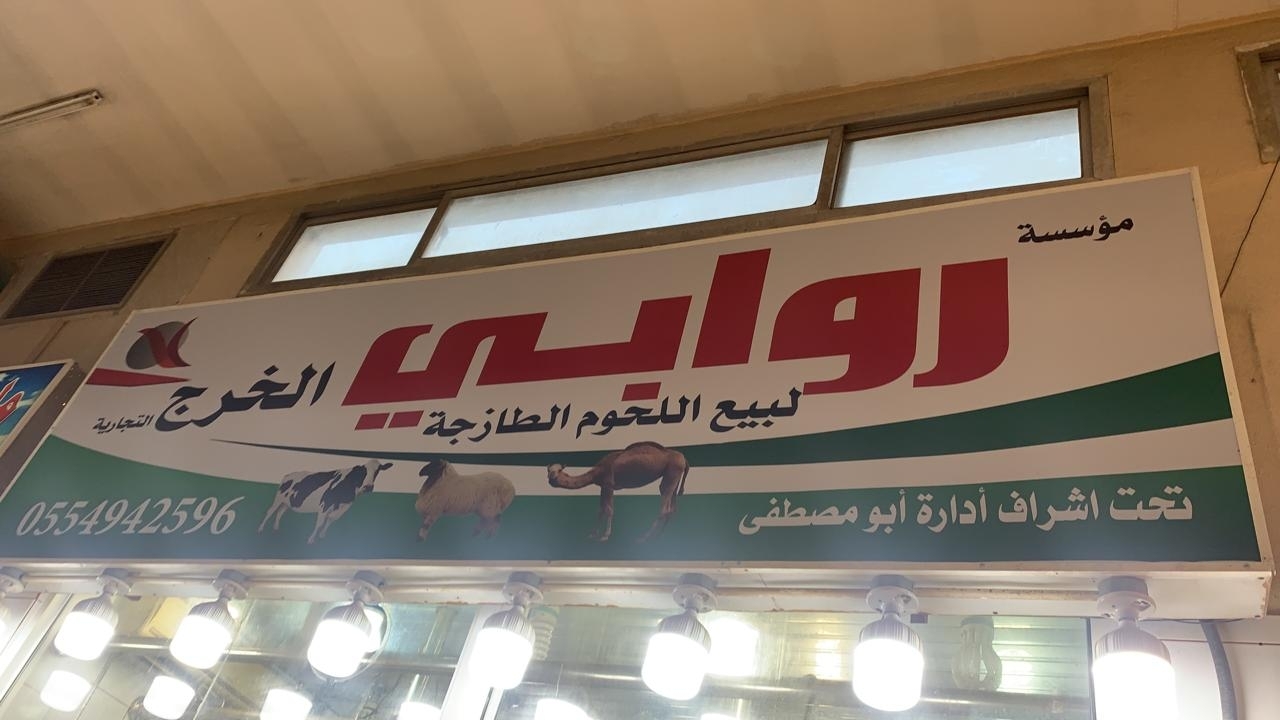 مؤسسة
روابي الخرج التجارية
لبيع اللحوم الطازجة
تحت اشراف أدارة أبو مصطفى
0554942596